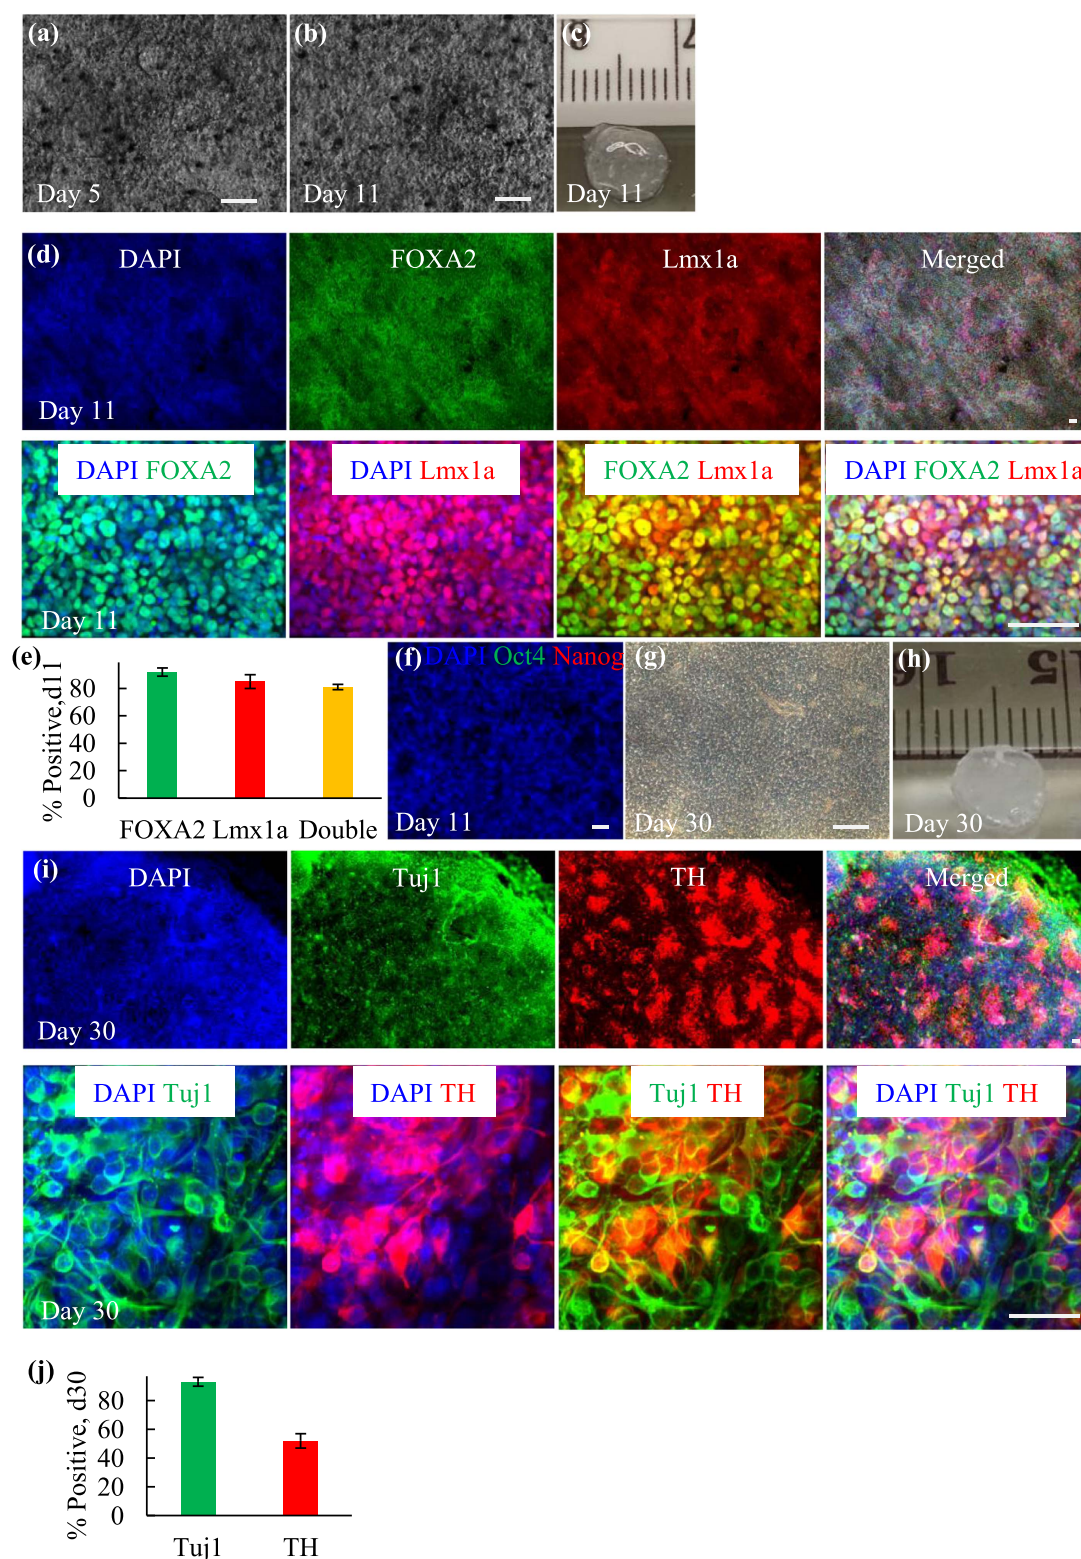 (a)
Day 5
(b)
Day 11
(c)
Day 11
(d)
DAPI
FOXA2
Lmx1a
Merged
Day 11
DAPI FOXA2
DAPI Lmx1a
FOXA2 Lmx1a
DAPI FOXA2 Lmx1a
Day 11
(e)
% Positive,d11
80
60
40
20
0
FOXA2 Lmx1a Double
(f)
DAPI Oct4 Nanog
Day 11
(g)
Day 30
(h)
16
15
Day 30
(i)
DAPI
Tuj1
TH
Merged
Day 30
DAPI Tuj1
DAPI TH
Tuj1 TH
DAPI Tuj1 TH
Day 30
(j)
% Positive, d30
80
60
40
20
0
Tuj1
TH